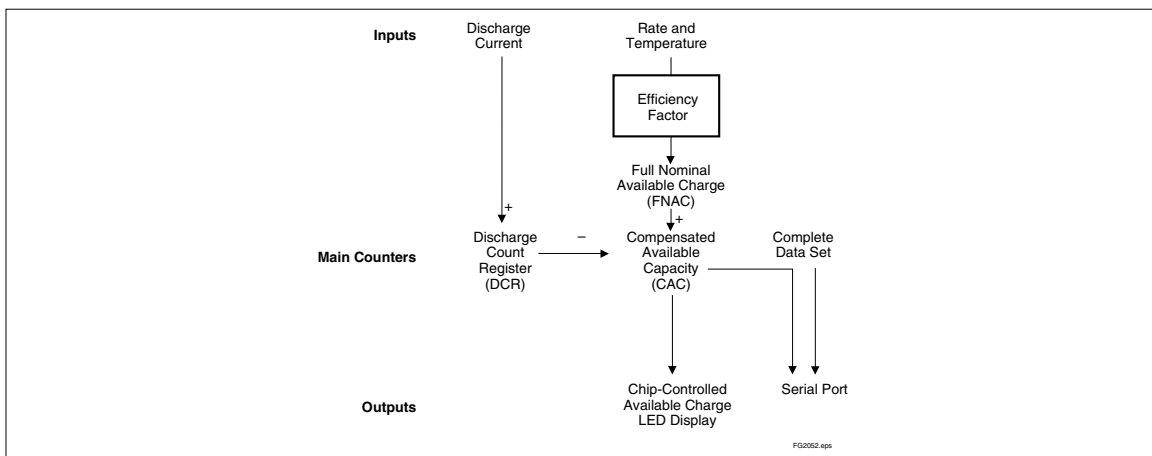 Inputs
Discharge
Current
Rate and
Temperature
Efficiency
Factor
Full Nominal
Available Charge
(FNAC)
+
+
Main Counters
Discharge
Count
Register
(DCR)
–
Compensated
Available
Capacity
(CAC)
Complete
Data Set
Outputs
Chip-Controlled
Available Charge
LED Display
Serial Port
FG2052.eps